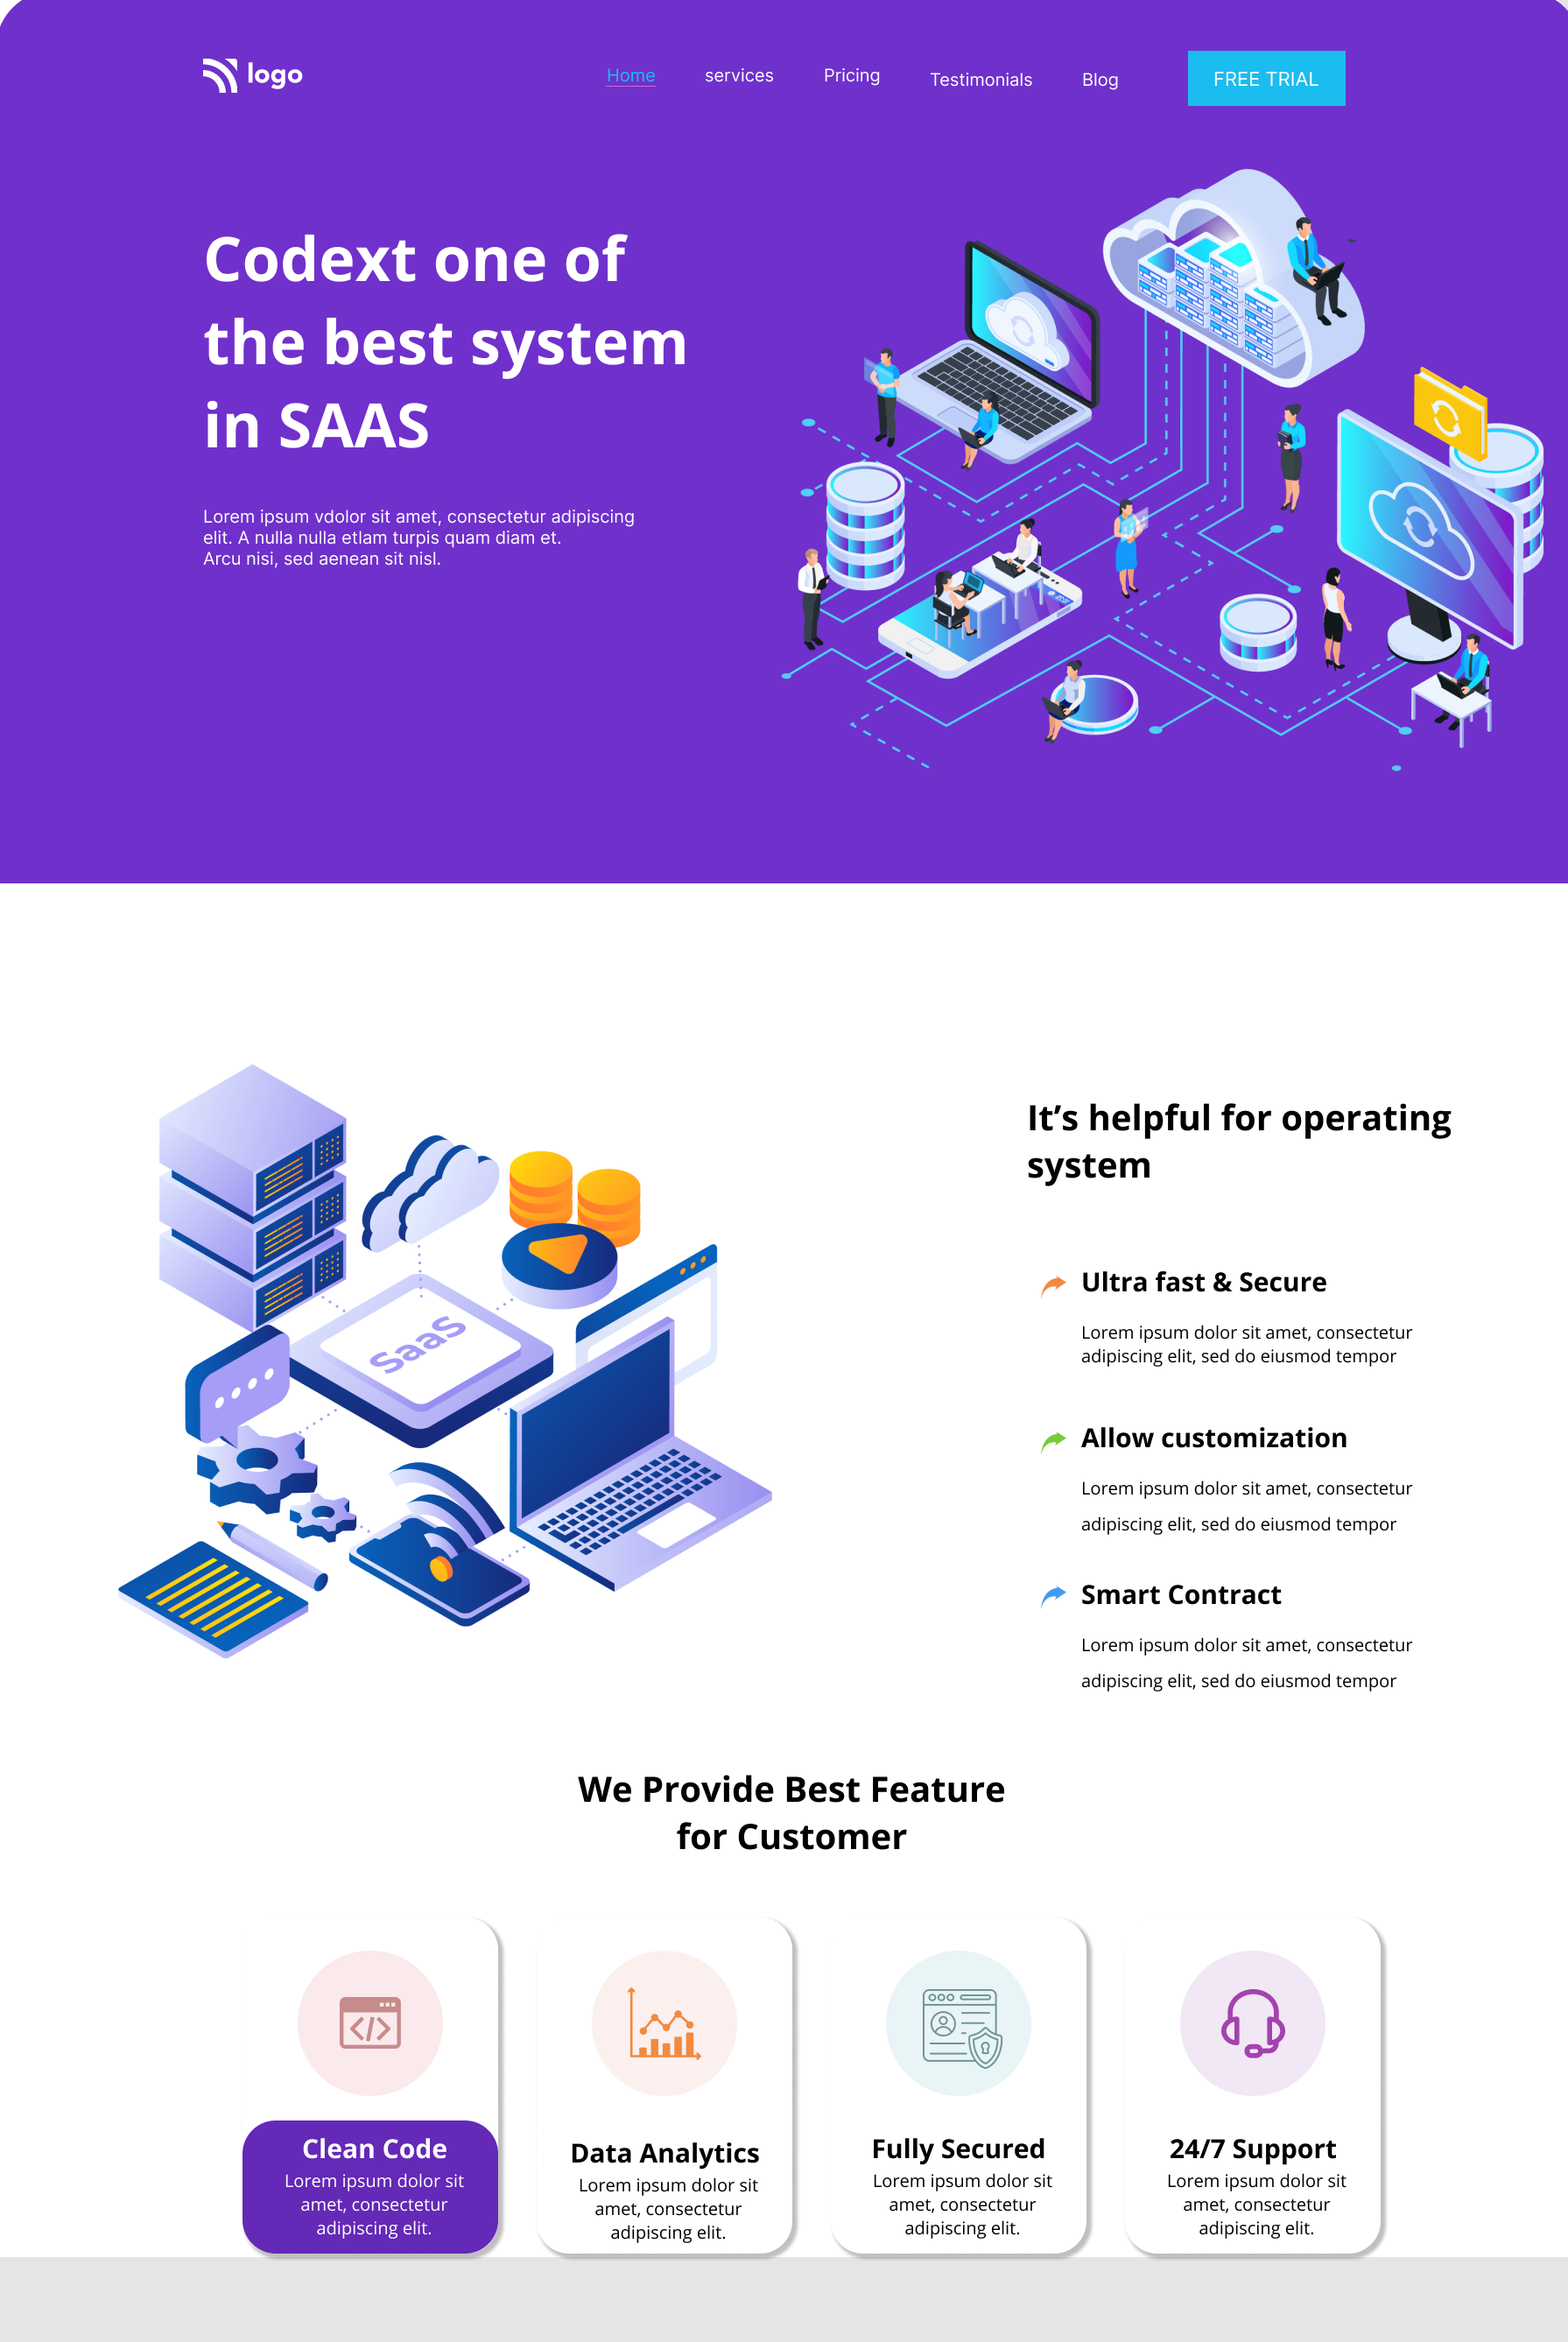 logo
Home
services
Pricing
Testimonials
Blog
FREE TRIAL
Codext one of
the best system
in SAAS
Lorem ipsum vdolor sit amet, consectetur adipiscing
elit. A nulla nulla etlam turpis quam diam et.
Arcu nisi, sed aenean sit nisl.
SaaS
It’s helpful for operating
system
Ultra fast & Secure
Lorem ipsum dolor sit amet, consectetur
adipiscing elit, sed do eiusmod tempor
Allow customization
Lorem ipsum dolor sit amet, consectetur
adipiscing elit, sed do eiusmod tempor
Smart Contract
Lorem ipsum dolor sit amet, consectetur
adipiscing elit, sed do eiusmod tempor
We Provide Best Feature
for Customer
</>
Clean Code
Lorem ipsum dolor sit
amet, consectetur
adipiscing elit.
Data Analytics
Lorem ipsum dolor sit
amet, consectetur
adipiscing elit.
Fully Secured
Lorem ipsum dolor sit
amet, consectetur
adipiscing elit.
24/7 Support
Lorem ipsum dolor sit
amet, consectetur
adipiscing elit.